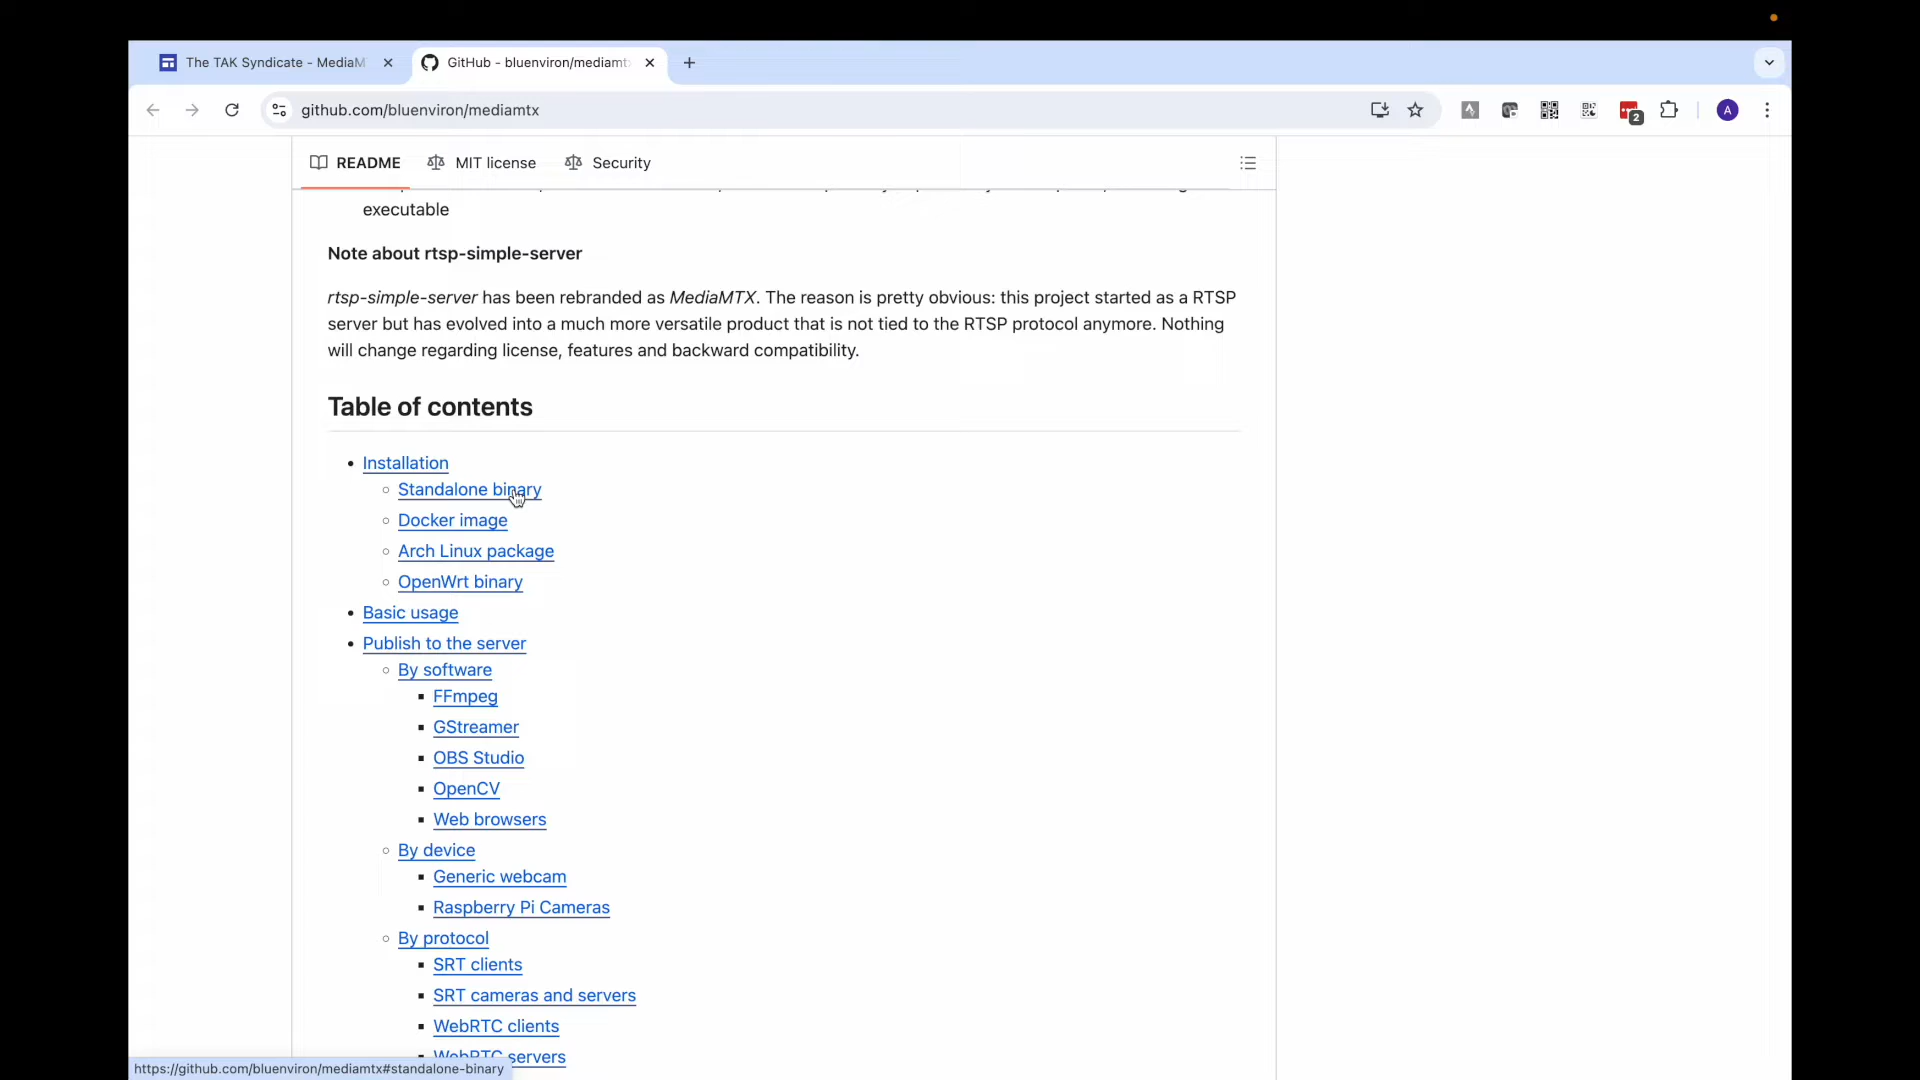 The TAK Syndicate - MediaM
GitHub - bluenviron/mediamt
github.com/bluenviron/mediamtx
2
A
README
MIT license
Security
executable
Note about rtsp-simple-server
rtsp-simple-server has been rebranded as MediaMTX. The reason is pretty obvious: this project started as a RTSP
server but has evolved into a much more versatile product that is not tied to the RTSP protocol anymore. Nothing
will change regarding license, features and backward compatibility.
Table of contents
Installation
Standalone binary
Docker image
Arch Linux package
OpenWrt binary
Basic usage
Publish to the server
By software
FFmpeg
GStreamer
OBS Studio
OpenCV
Web browsers
By device
Generic webcam
Raspberry Pi Cameras
By protocol
SRT clients
SRT cameras and servers
WebRTC clients
WebRTC servers
https://github.com/bluenviron/mediamtx#standalone-binary